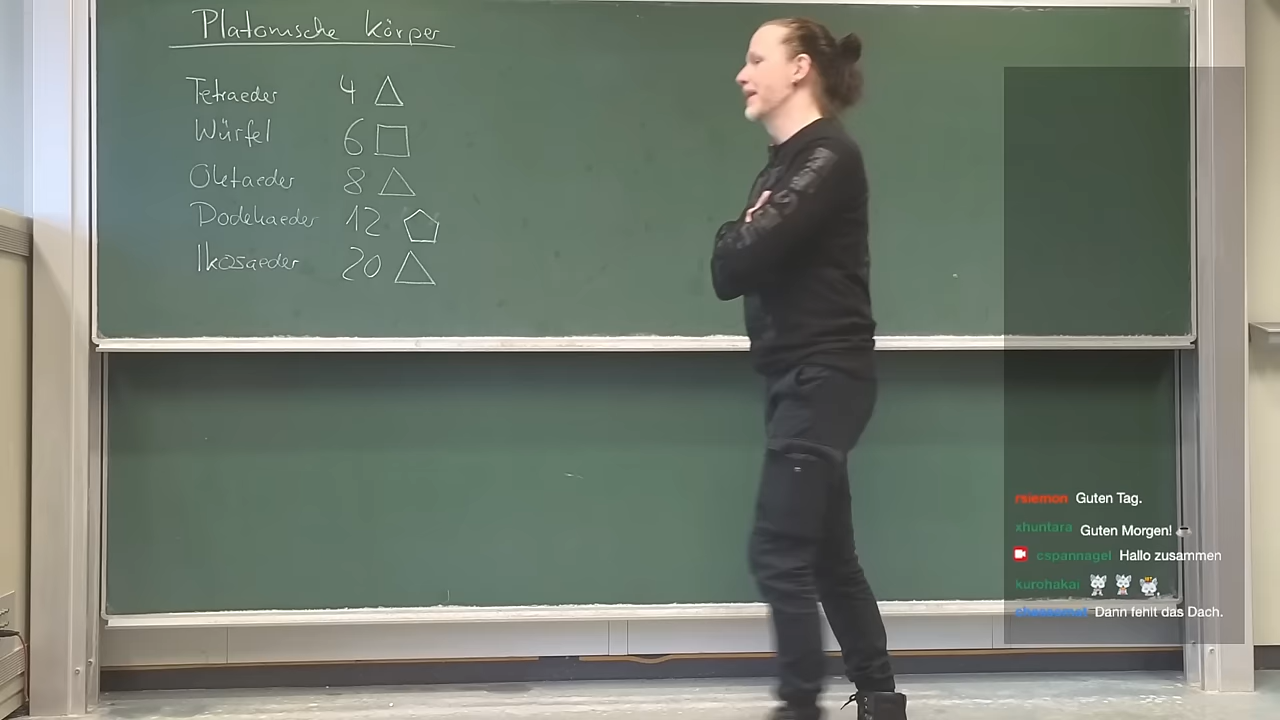 Platonische Körper
Tetraeder 4
Würfel 6
Oktaeder 8
Dodekaeder 12
Ikosaeder 20
rsiemon Guten Tag.
xhuntara Guten Morgen!
cspannagel Hallo zusammen
kurohakai
Dann fehlt das Dach.